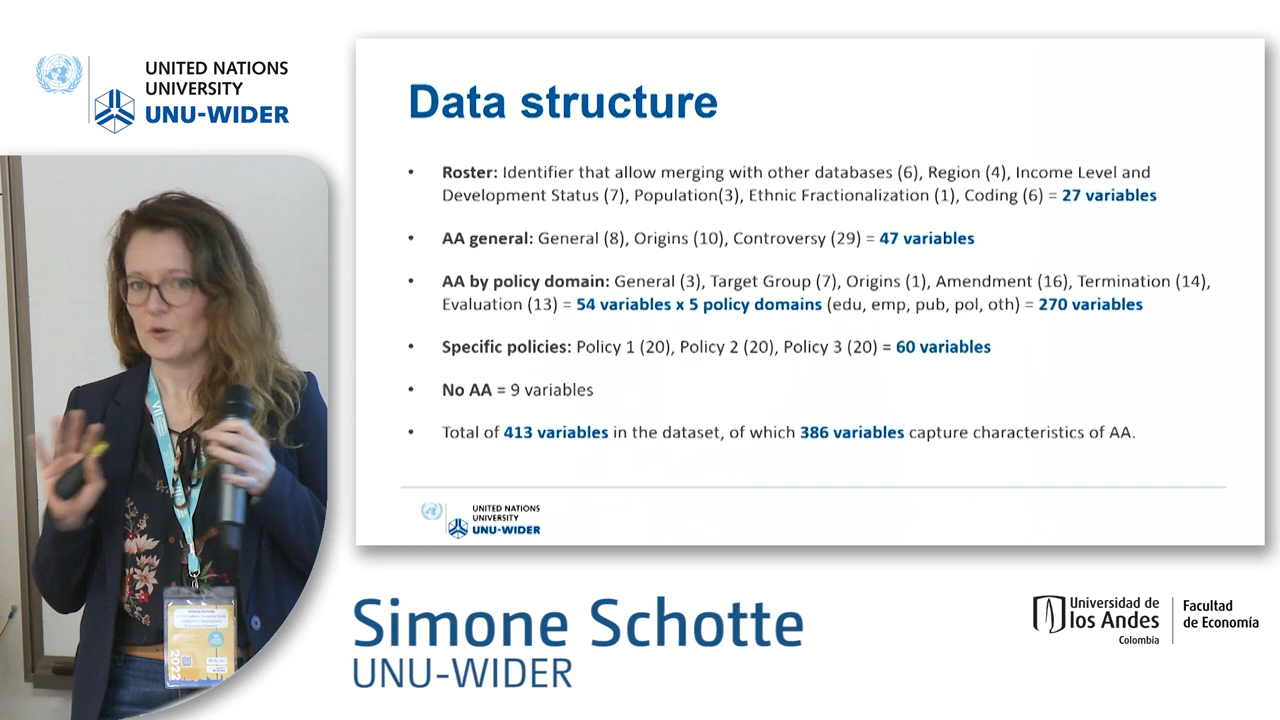 UNITED NATIONS
UNIVERSITY
UNU-WIDER
Data structure
• Roster: Identifier that allow merging with other databases (6), Region (4), Income Level and
Development Status (7), Population(3), Ethnic Fractionalization (1), Coding (6) = 27 variables
• AA general: General (8), Origins (10), Controversy (29) = 47 variables
• AA by policy domain: General (3), Target Group (7), Origins (1), Amendment (16), Termination (14),
Evaluation (13) = 54 variables x 5 policy domains (edu, emp, pub, pol, oth) = 270 variables
• Specific policies: Policy 1 (20), Policy 2 (20), Policy 3 (20) = 60 variables
• No AA = 9 variables
• Total of 413 variables in the dataset, of which 386 variables capture characteristics of AA.
UNITED NATIONS
UNIVERSITY
UNU-WIDER
Simone Schotte
UNU-WIDER
Universidad de
los Andes
Colombia
Facultad
de Economía
2022